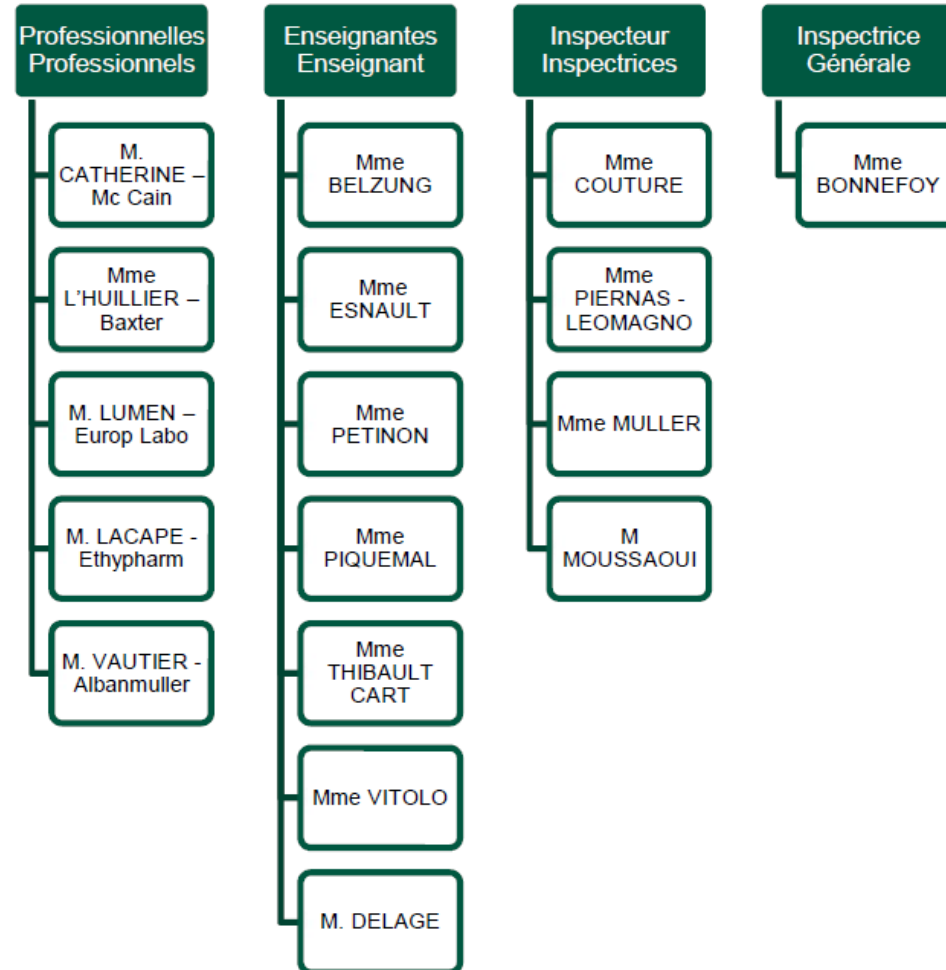 Professionnelles
Professionnels
M.
CATHERINE –
Mc Cain
Mme
L'HUILLIER –
Baxter
M. LUMEN –
Europ Labo
M. LACAPE -
Ethypharm
M. VAUTIER -
Albanmuller
Enseignantes
Enseignant
Mme
BELZUNG
Mme
ESNAULT
Mme
PETINON
Mme
PIQUEMAL
Mme
THIBAULT
CART
Mme VITOLO
M. DELAGE
Inspecteur
Inspectrices
Mme
COUTURE
Mme
PIERNAS -
LEOMAGNO
Mme MULLER
M
MOUSSAOUI
Inspectrice
Générale
Mme
BONNEFOY